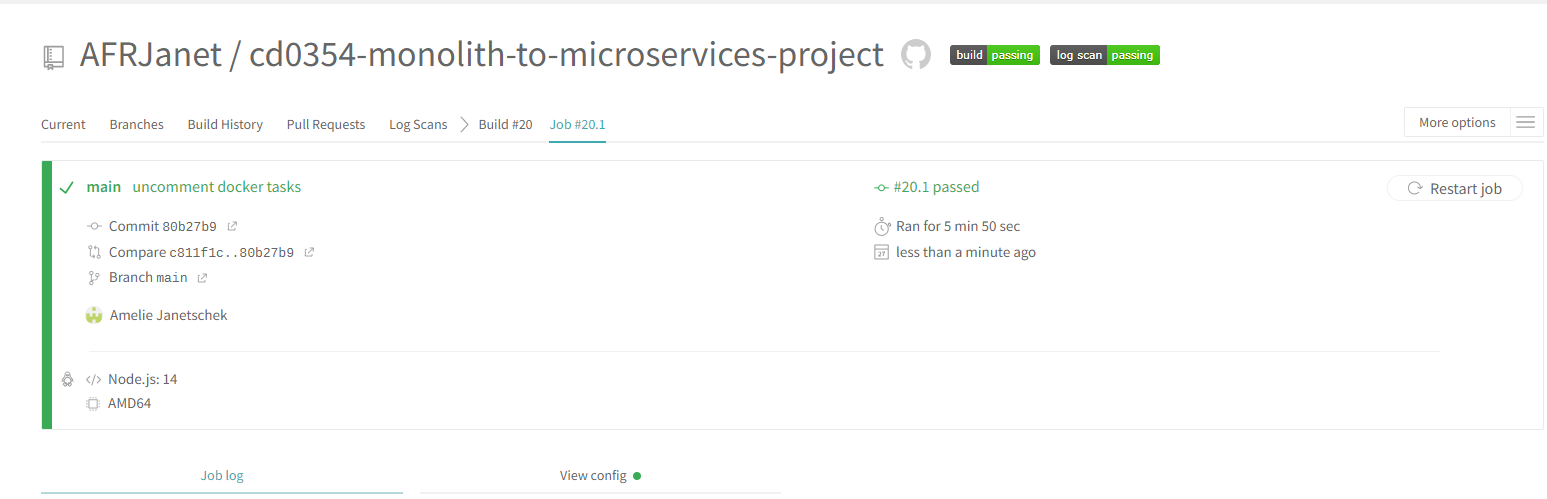 AFRJanet / cd0354-monolith-to-microservices-project build passing log scan passing
Current Branches Build History Pull Requests Log Scans Build #20 Job #20.1 More options
main uncomment docker tasks #20.1 passed Restart job
Commit 80b27b9 Ran for 5 min 50 sec
Compare c811f1c..80b27b9 27 less than a minute ago
Branch main
Amelie Janetschek
</> Node.js: 14
AMD64
Job log View config